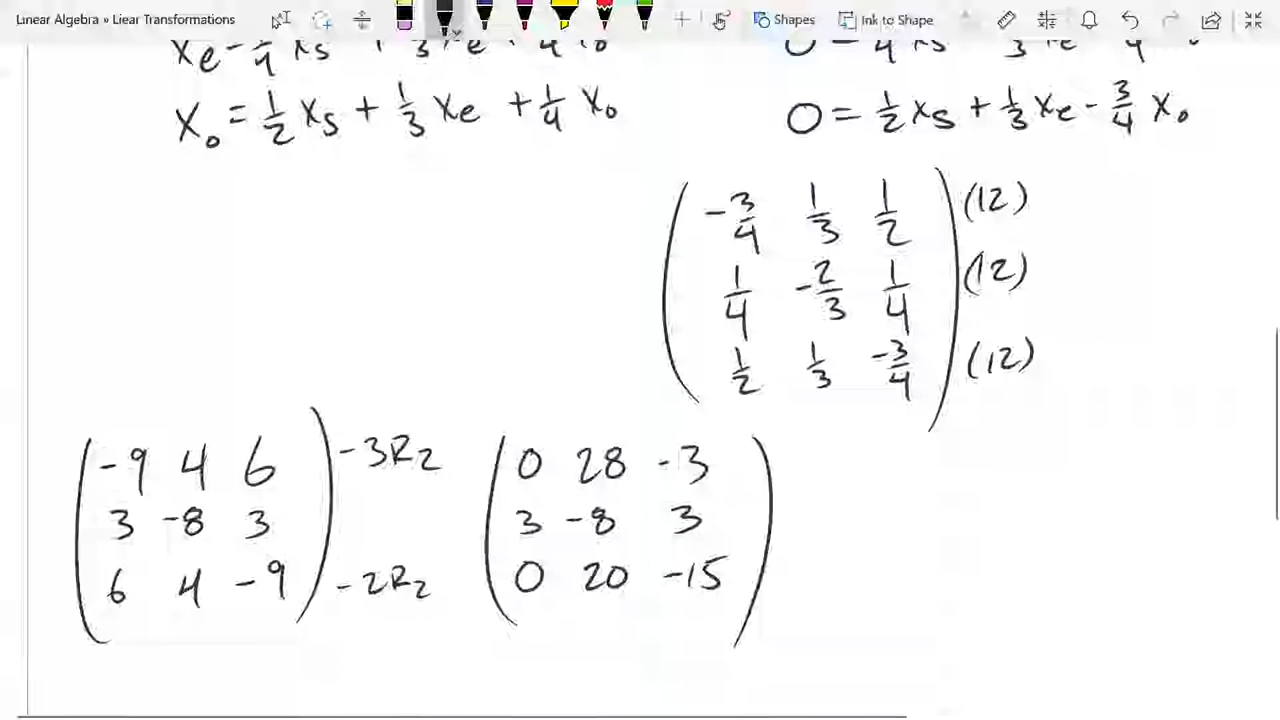 Linear Algebra » Liear Transformations Shapes Ink to Shape
Xₒ = 1/2 Xs + 1/3 Xe + 1/4 Xₒ
0 = 1/2 Xs + 1/3 Xe - 3/4 Xₒ
-3/4 1/3 1/2 (12)
1/4 -2/3 1/4 (12)
1/2 1/3 -3/4 (12)
-9 4 6 -3R2
3 -8 3
6 4 -9 -2R2
0 28 -3
3 -8 3
0 20 -15